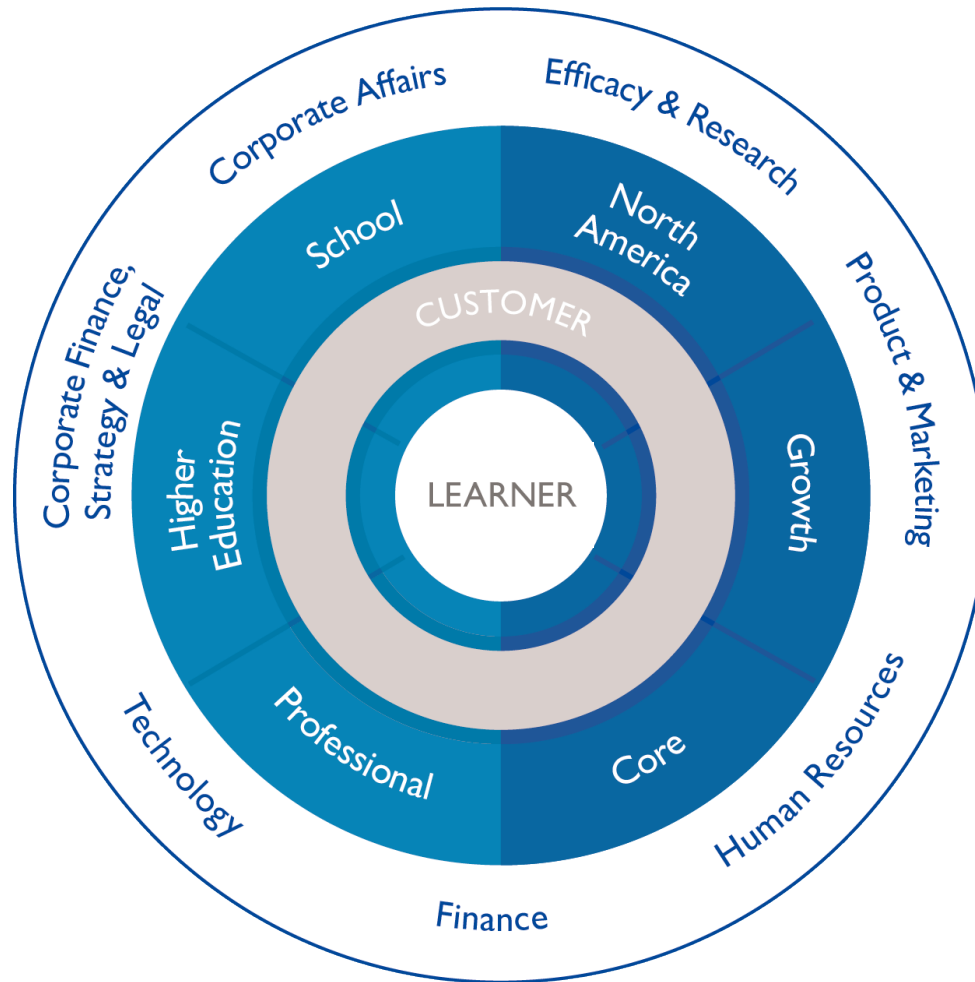 Corporate Affairs
Efficacy & Research
Product & Marketing
Human Resources
Finance
Technology
Corporate Finance,
Strategy & Legal
School
North
America
Growth
Core
Professional
Higher
Education
CUSTOMER
LEARNER